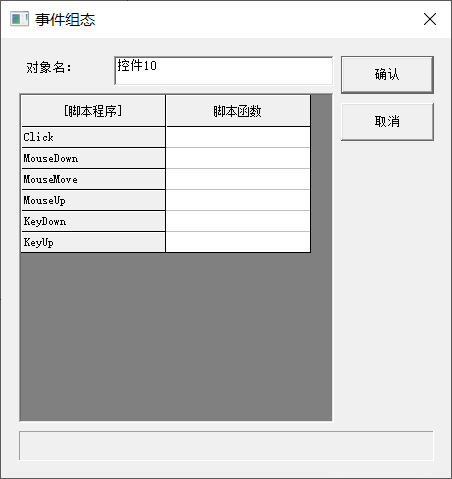 事件组态
对象名：
控件10
确认
取消
[脚本程序]
脚本函数
Click
MouseDown
MouseMove
MouseUp
KeyDown
KeyUp